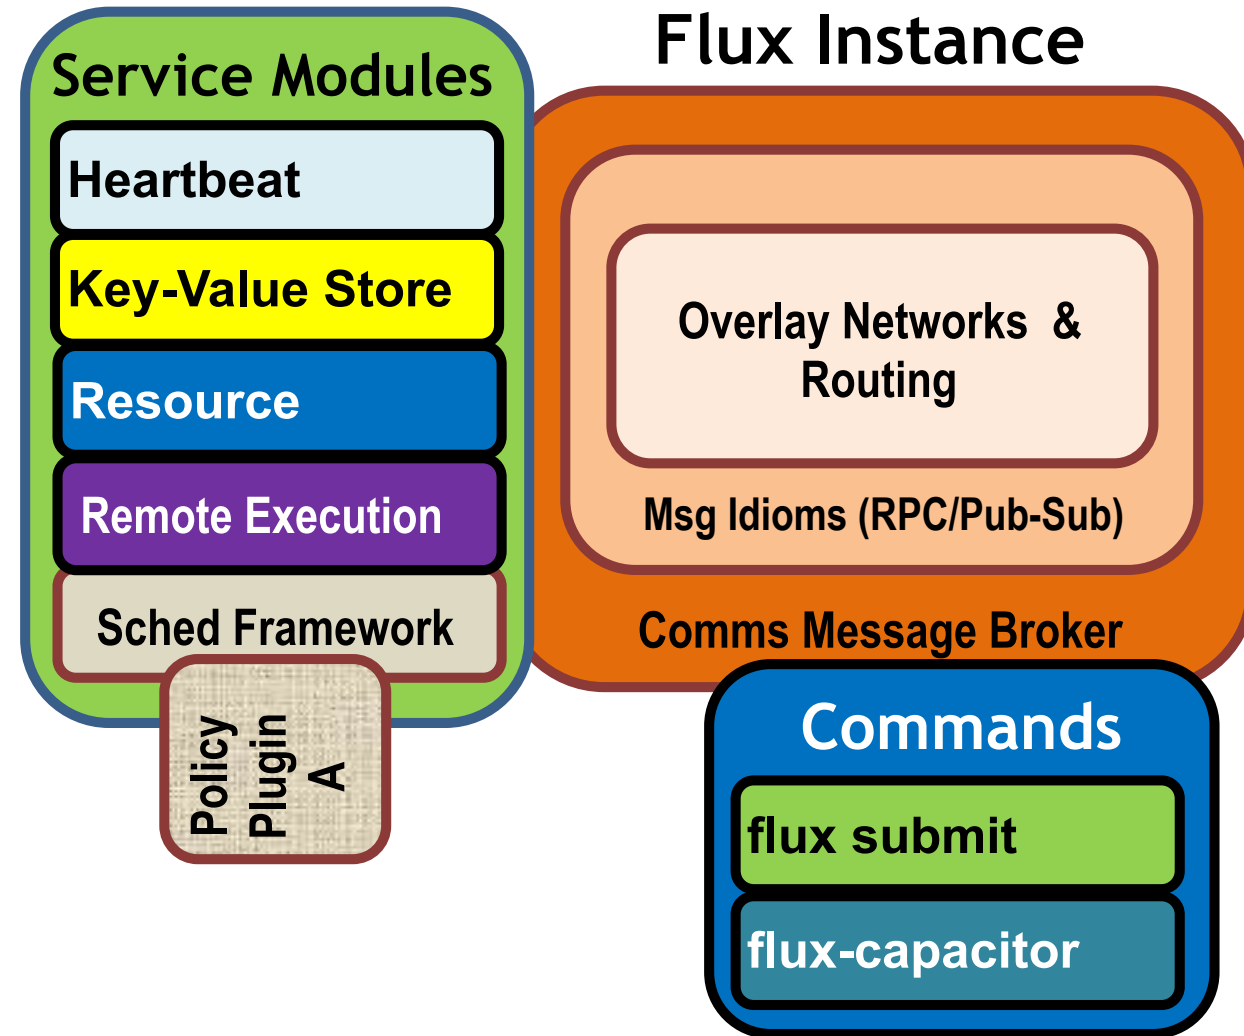 Flux Instance
Service Modules
Heartbeat
Key-Value Store
Resource
Remote Execution
Sched Framework
Policy
Plugin
A
Overlay Networks &
Routing
Msg Idioms (RPC/Pub-Sub)
Comms Message Broker
Commands
flux submit
flux-capacitor